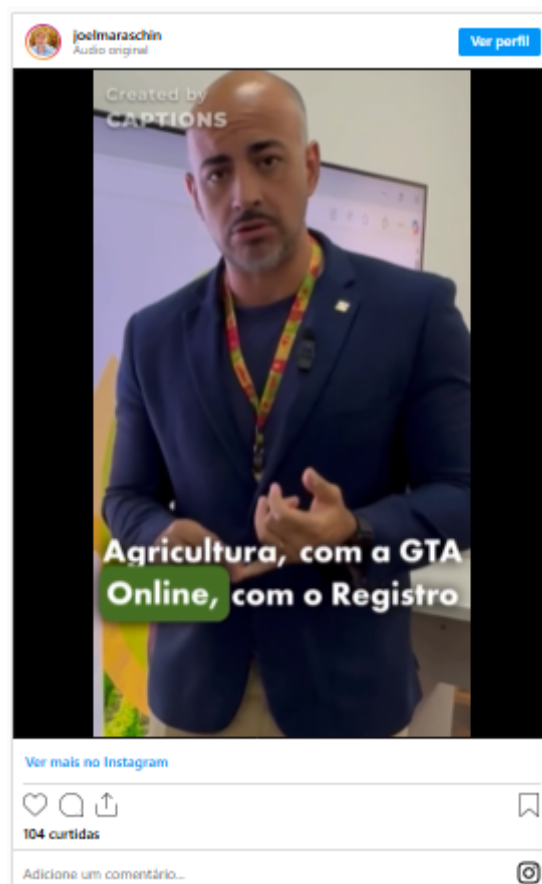 joelmaraschin
Audio original
Ver perfil
Created by
CAPTIONS
Agricultura, com a GTA
Online, com o Registro
Ver mais no Instagram
104 curtidas
Adicione um comentário...